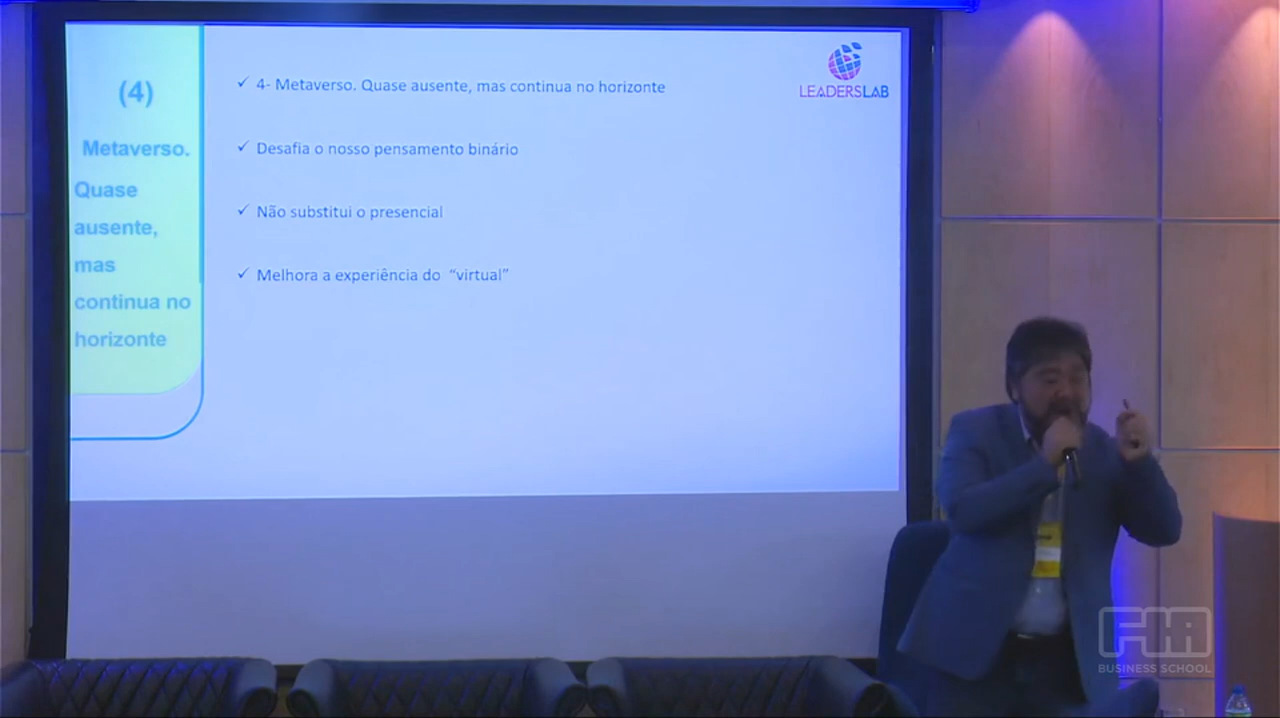 (4)
Metaverso.
Quase
ausente,
mas
continua no
horizonte
✓ 4- Metaverso. Quase ausente, mas continua no horizonte
✓ Desafia o nosso pensamento binário
✓ Não substitui o presencial
✓ Melhora a experiência do “virtual”
LEADERSLAB
FIA
BUSINESS SCHOOL